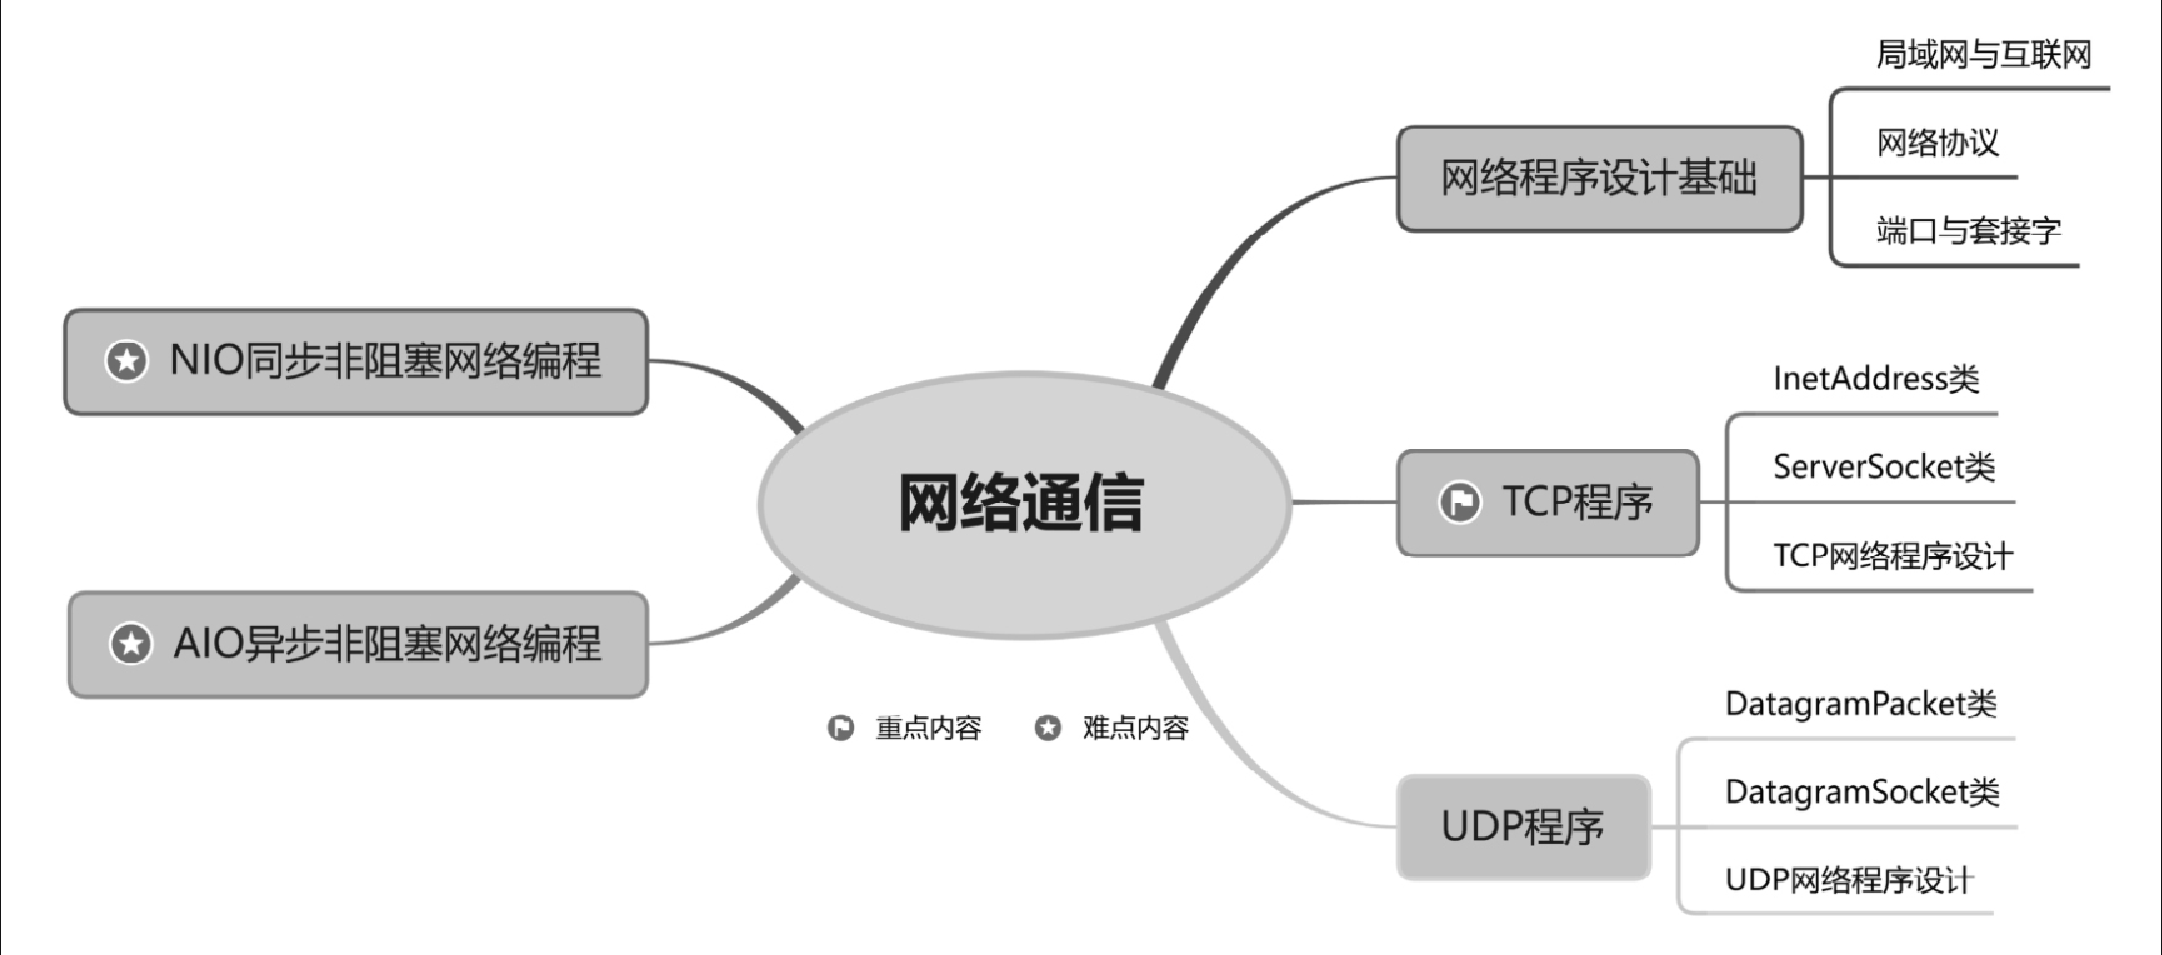 网络通信
网络程序设计基础
局域网与互联网
网络协议
端口与套接字
TCP程序
InetAddress类
ServerSocket类
TCP网络程序设计
UDP程序
DatagramPacket类
DatagramSocket类
UDP网络程序设计
NIO同步非阻塞网络编程
AIO异步非阻塞网络编程
重点内容
难点内容